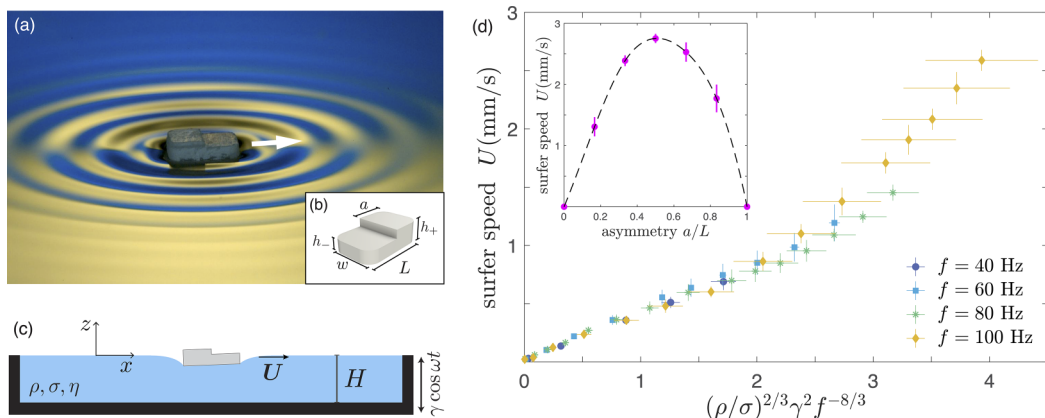 (a)
(b)
a
h₋
h₊
w
L
(c)
z
x
U
H
ρ, σ, η
γ cos ωt
(d)
surfer speed U(mm/s)
3
2
1
0
0
1
2
3
4
(ρ/σ)^{2/3}γ²f^{-8/3}
surfer speed U(mm/s)
3
2
1
0
0
0.2
0.4
0.6
0.8
1
asymmetry a/L
f = 40 Hz
f = 60 Hz
f = 80 Hz
f = 100 Hz